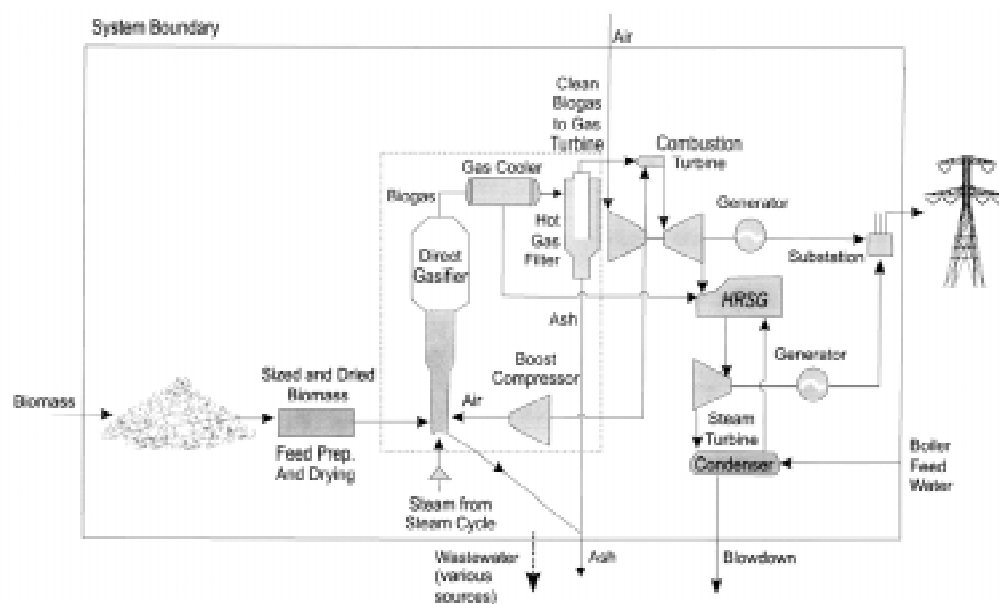 System Boundary
Air
Clean
Biogas
to Gas
Turbine
Combustion
Turbine
Gas Cooler
Biogas
Generator
Hot
Gas
Filter
Direct
Gasifier
Substation
HRSG
Ash
Boost
Compressor
Generator
Sized and Dried
Biomass
Biomass
Air
Steam
Turbine
Feed Prep.
And Drying
Condenser
Boiler
Feed
Water
Steam from
Steam Cycle
Wastewater
(various
sources)
Ash
Blowdown